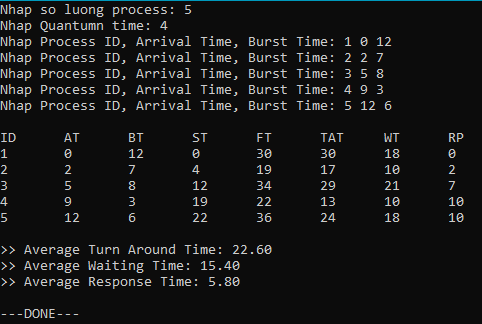 Nhap so luong process: 5
Nhap Quantumn time: 4
Nhap Process ID, Arrival Time, Burst Time: 1 0 12
Nhap Process ID, Arrival Time, Burst Time: 2 2 7
Nhap Process ID, Arrival Time, Burst Time: 3 5 8
Nhap Process ID, Arrival Time, Burst Time: 4 9 3
Nhap Process ID, Arrival Time, Burst Time: 5 12 6
ID AT BT ST FT TAT WT RP
1 0 12 0 30 30 18 0
2 2 7 4 19 17 10 2
3 5 8 12 34 29 21 7
4 9 3 19 22 13 10 10
5 12 6 22 36 24 18 10
>> Average Turn Around Time: 22.60
>> Average Waiting Time: 15.40
>> Average Response Time: 5.80
---DONE---